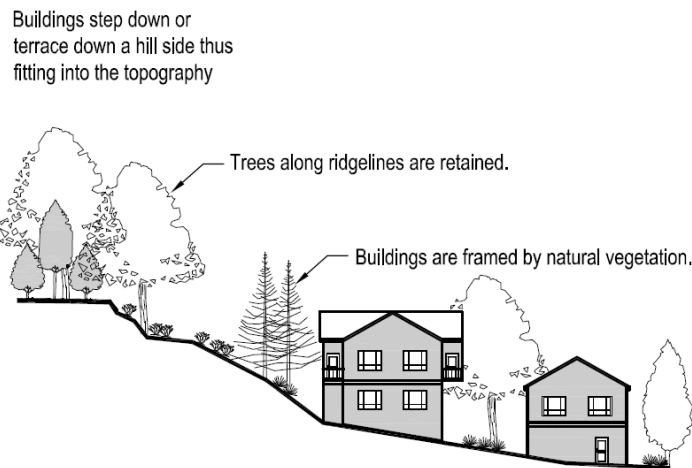 Buildings step down or
terrace down a hill side thus
fitting into the topography
Trees along ridgelines are retained.
Buildings are framed by natural vegetation.